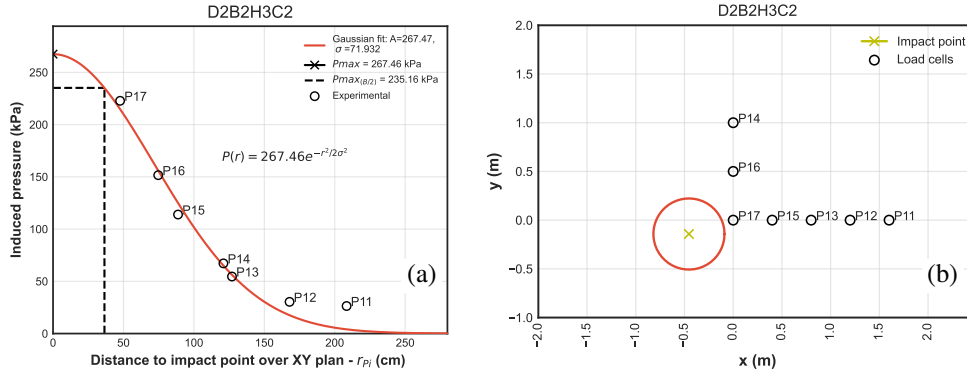 D2B2H3C2
Induced pressure (kPa)
250
200
150
100
50
0
Gaussian fit: A=267.47,
σ =71.932
Pmax = 267.46 kPa
Pmax(B/2) = 235.16 kPa
Experimental
P17
P16
P15
P14
P13
P12
P11
P(r) = 267.46e^{-r²/2σ²}
(a)
0
50
100
150
200
250
Distance to impact point over XY plan - r_{Pi} (cm)
D2B2H3C2
y (m)
2.0
1.5
1.0
0.5
0.0
−0.5
−1.0
Impact point
Load cells
P14
P16
P17
P15
P13
P12
P11
(b)
−2.0
−1.5
−1.0
−0.5
0.0
0.5
1.0
1.5
2.0
x (m)